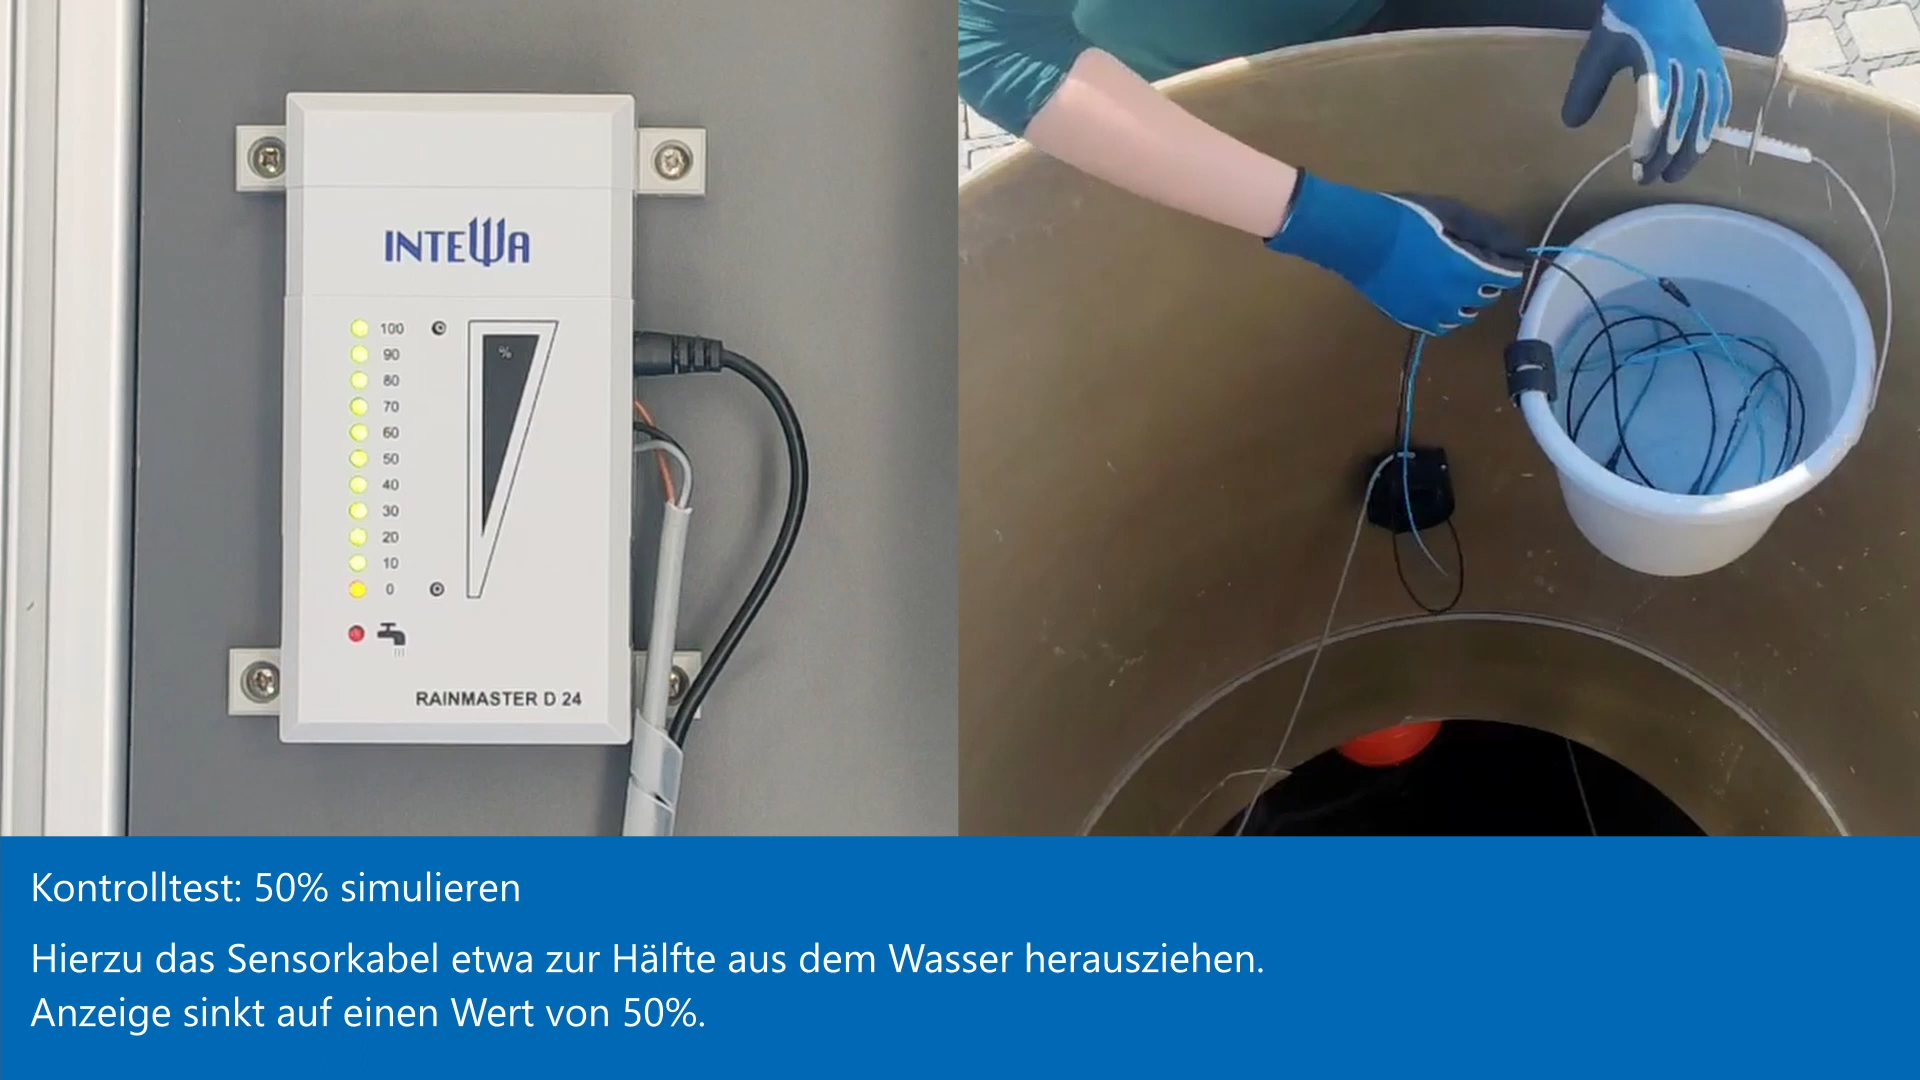 INTEWA
100
90
%
80
70
60
50
40
30
20
10
0
RAINMASTER D 24
Kontrolltest: 50% simulieren
Hierzu das Sensorkabel etwa zur Hälfte aus dem Wasser herausziehen.
Anzeige sinkt auf einen Wert von 50%.